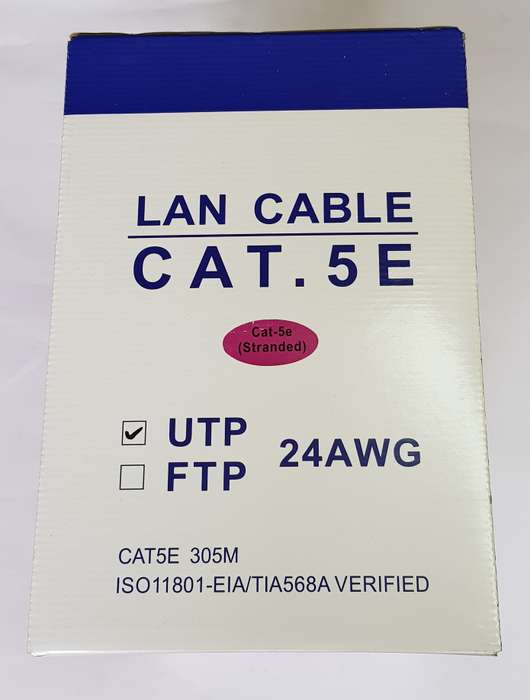 LAN CABLE
CAT.5E
Cat-5e
(Stranded)
UTP
FTP
24AWG
CAT5E 305M
ISO11801-EIA/TIA568A VERIFIED